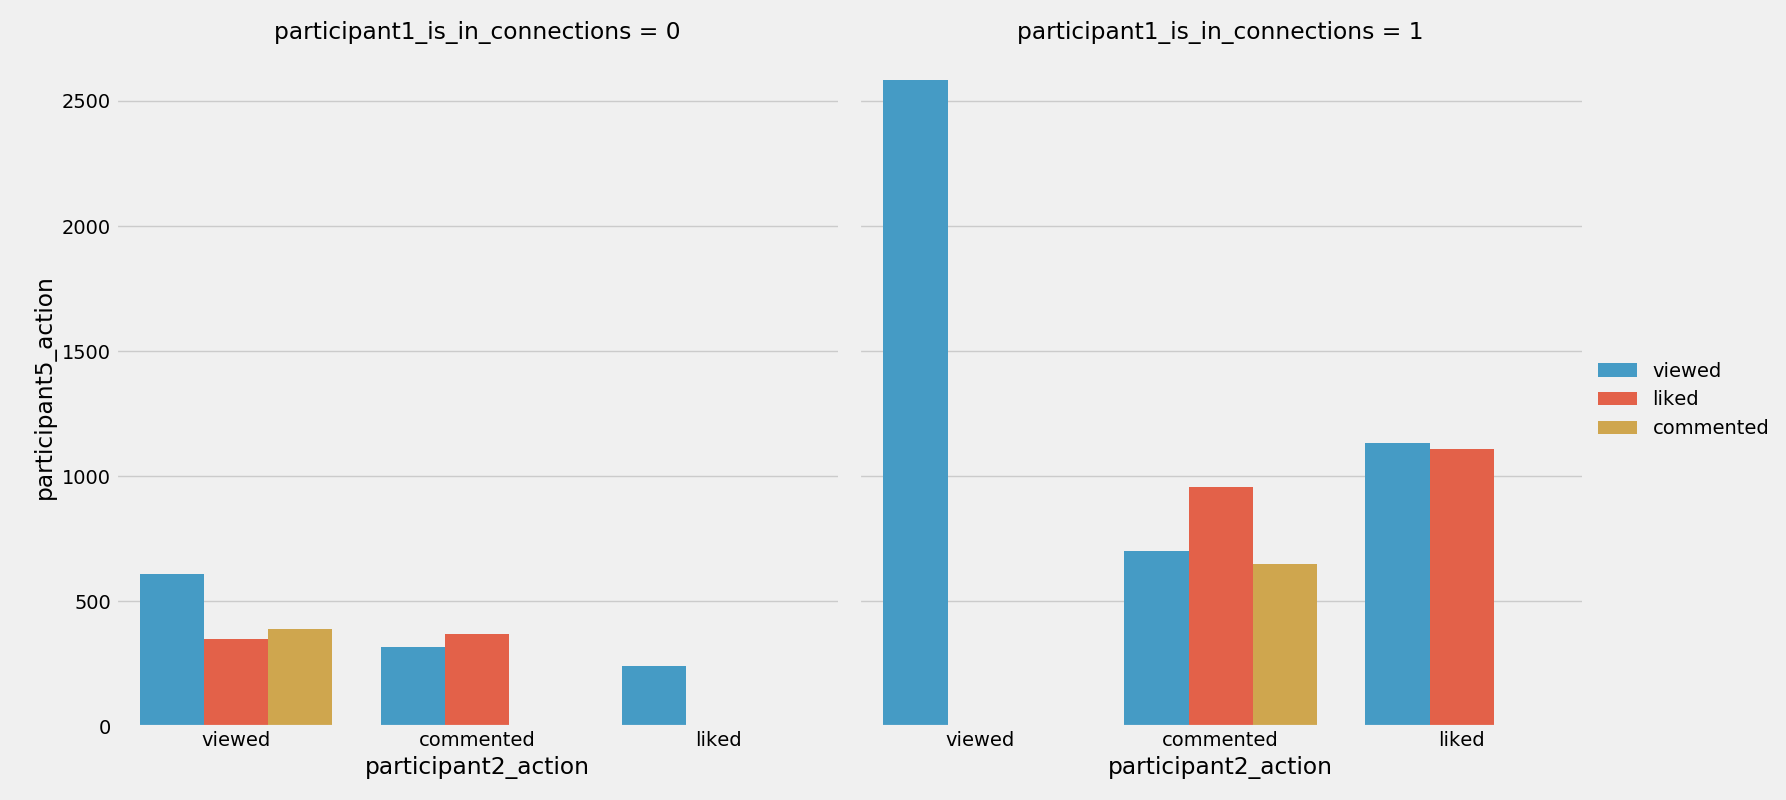 participant1_is_in_connections = 0
participant1_is_in_connections = 1
participant5_action
2500
2000
1500
1000
500
0
viewed
commented
liked
participant2_action
viewed
commented
liked
participant2_action
viewed
liked
commented